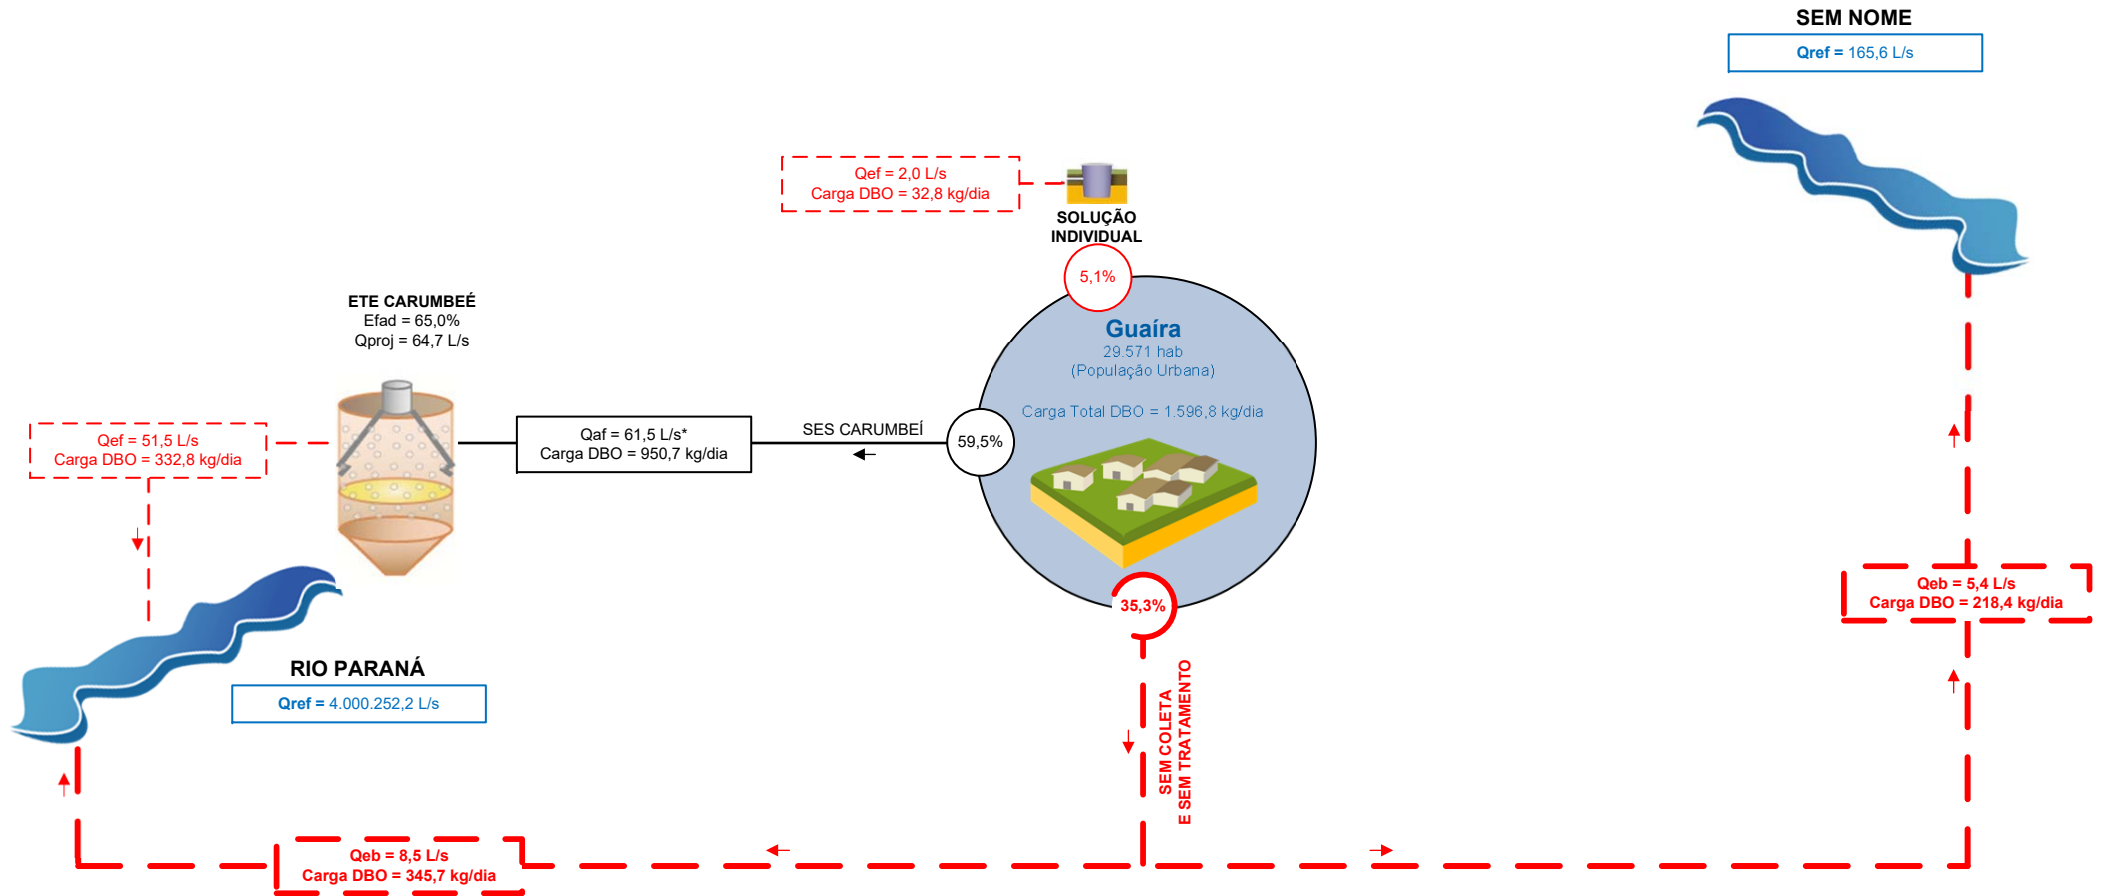 SEM NOME
Qref = 165,6 L/s
Qef = 2,0 L/s
Carga DBO = 32,8 kg/dia
SOLUÇÃO
INDIVIDUAL
5,1%
ETE CARUMBEÉ
Efad = 65,0%
Qproj = 64,7 L/s
Guaíra
29.571 hab
(População Urbana)
Carga Total DBO = 1.596,8 kg/dia
Qef = 51,5 L/s
Carga DBO = 332,8 kg/dia
Qaf = 61,5 L/s*
Carga DBO = 950,7 kg/dia
SES CARUMBEÍ
59,5%
35,3%
Qeb = 5,4 L/s
Carga DBO = 218,4 kg/dia
RIO PARANÁ
Qref = 4.000.252,2 L/s
SEM COLETA
E SEM TRATAMENTO
Qeb = 8,5 L/s
Carga DBO = 345,7 kg/dia